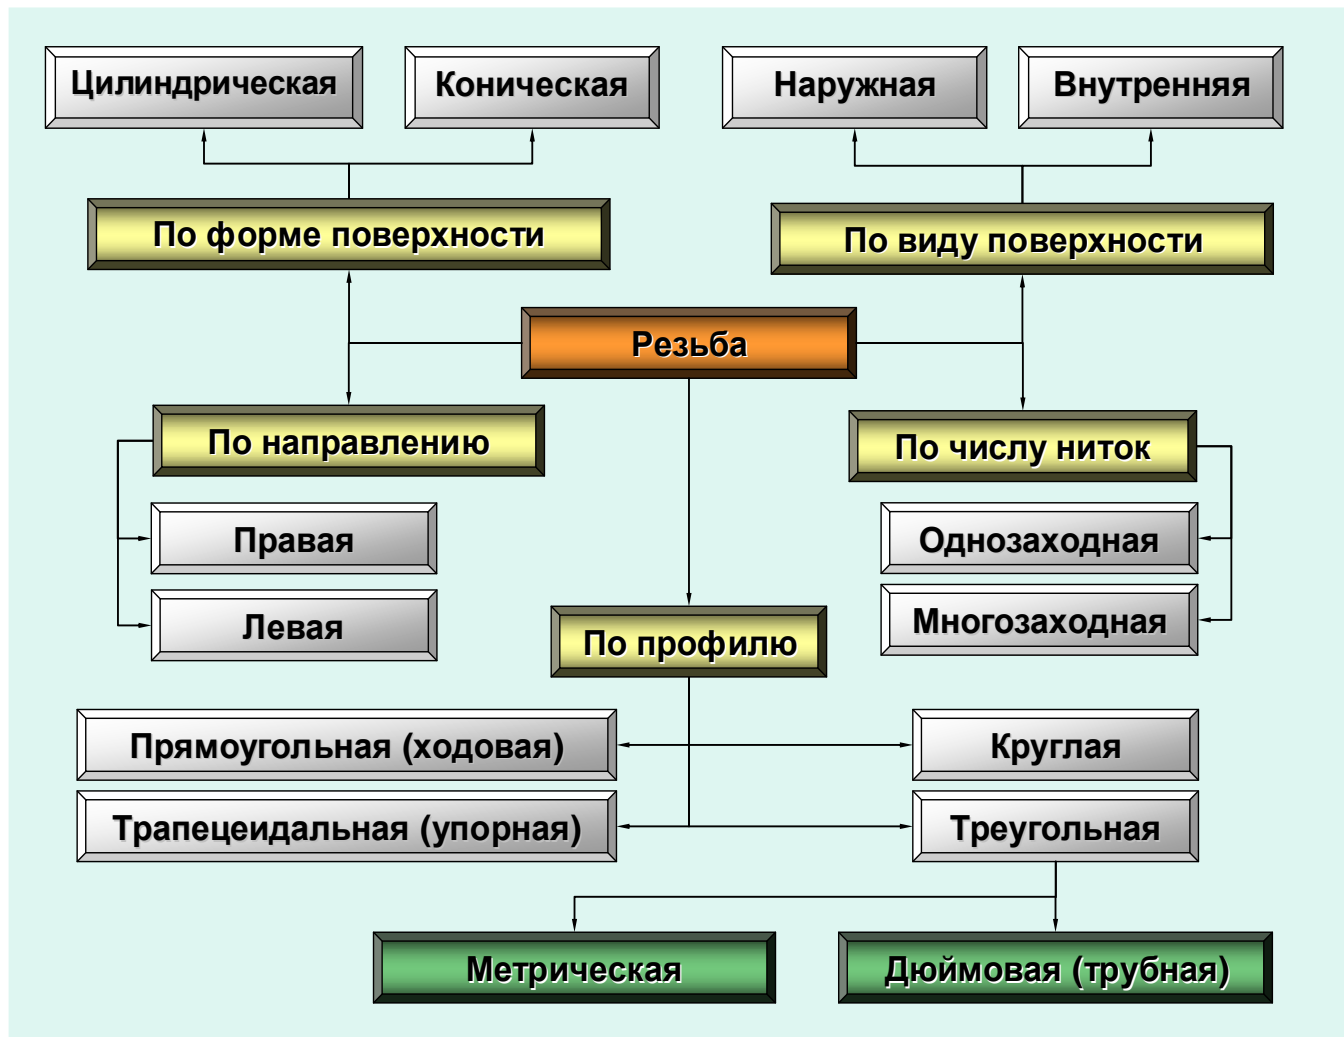 Цилиндрическая
Коническая
Наружная
Внутренняя
По форме поверхности
По виду поверхности
Резьба
По направлению
По числу ниток
Правая
Однозаходная
Левая
Многозаходная
По профилю
Прямоугольная (ходовая)
Круглая
Трапецеидальная (упорная)
Треугольная
Метрическая
Дюймовая (трубная)